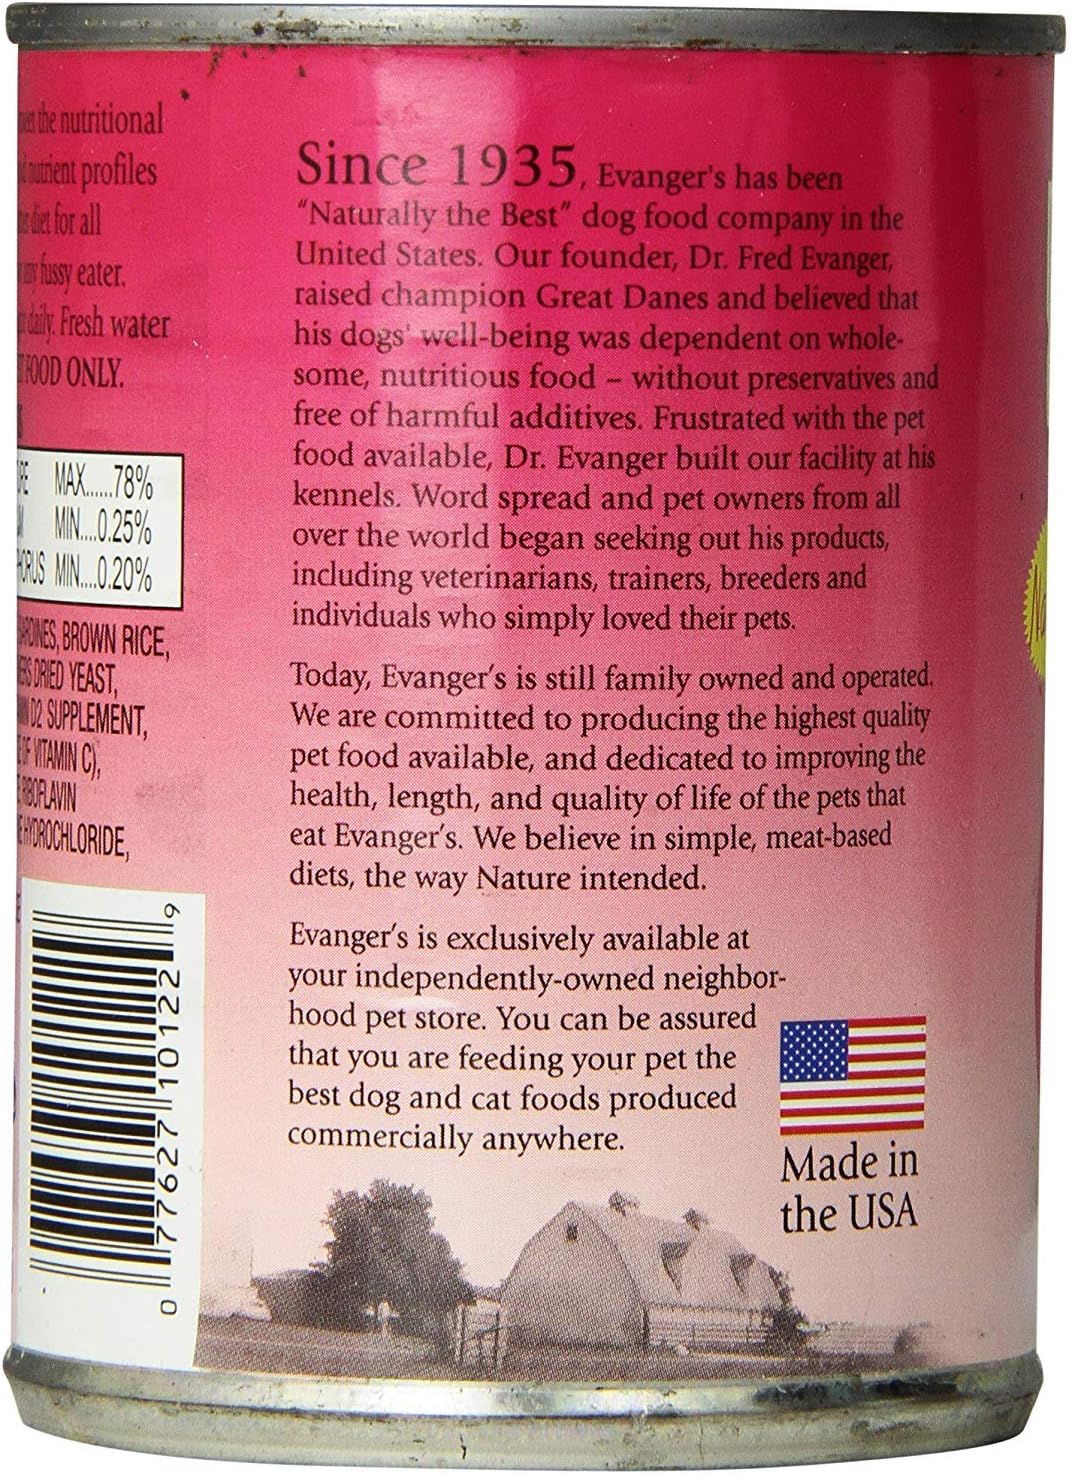 the nutritional
nutrient profiles
diet for all
any fussy eater.
daily. Fresh water
FOOD ONLY.
MAX......78%
MIN....0.25%
MIN....0.20%
SARDINES, BROWN RICE,
DRIED YEAST,
D2 SUPPLEMENT,
OF VITAMIN C),
RIBOFLAVIN
HYDROCHLORIDE,
0 77627 10122 9
Since 1935, Evanger's has been
“Naturally the Best” dog food company in the
United States. Our founder, Dr. Fred Evanger,
raised champion Great Danes and believed that
his dogs' well-being was dependent on whole-
some, nutritious food – without preservatives and
free of harmful additives. Frustrated with the pet
food available, Dr. Evanger built our facility at his
kennels. Word spread and pet owners from all
over the world began seeking out his products,
including veterinarians, trainers, breeders and
individuals who simply loved their pets.
Today, Evanger's is still family owned and operated.
We are committed to producing the highest quality
pet food available, and dedicated to improving the
health, length, and quality of life of the pets that
eat Evanger's. We believe in simple, meat-based
diets, the way Nature intended.
Evanger's is exclusively available at
your independently-owned neighbor-
hood pet store. You can be assured
that you are feeding your pet the
best dog and cat foods produced
commercially anywhere.
Made in
the USA